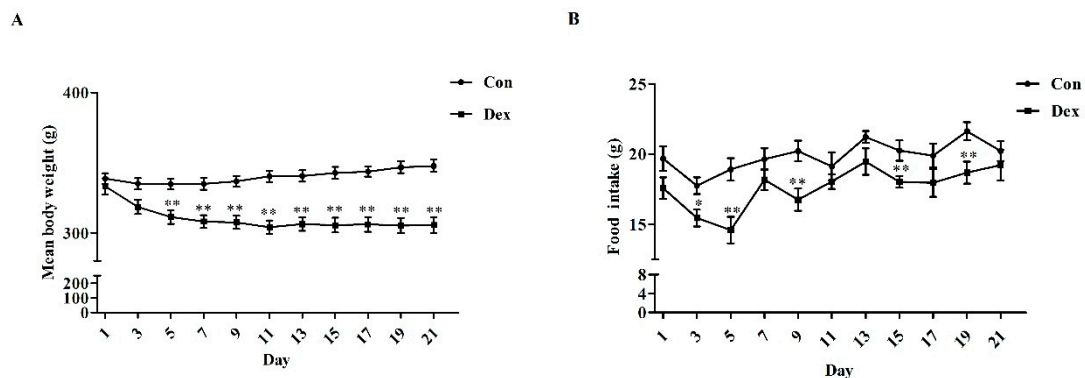 A
Con
Dex
Mean body weight (g)
400
300
200
100
0
** ** ** ** ** ** ** ** **
1 3 5 7 9 11 13 15 17 19 21
Day
B
Con
Dex
Food intake (g)
25
20
15
8
4
0
* ** ** ** **
1 3 5 7 9 11 13 15 17 19 21
Day